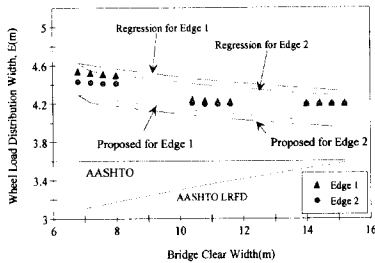 5
4.6
4.2
3.8
3.4
3
Wheel Load Distribution Width, E(m)
Regression for Edge 1
Regression for Edge 2
Proposed for Edge 1
Proposed for Edge 2
AASHTO
AASHTO LRFD
Edge 1
Edge 2
6
8
10
12
14
16
Bridge Clear Width(m)